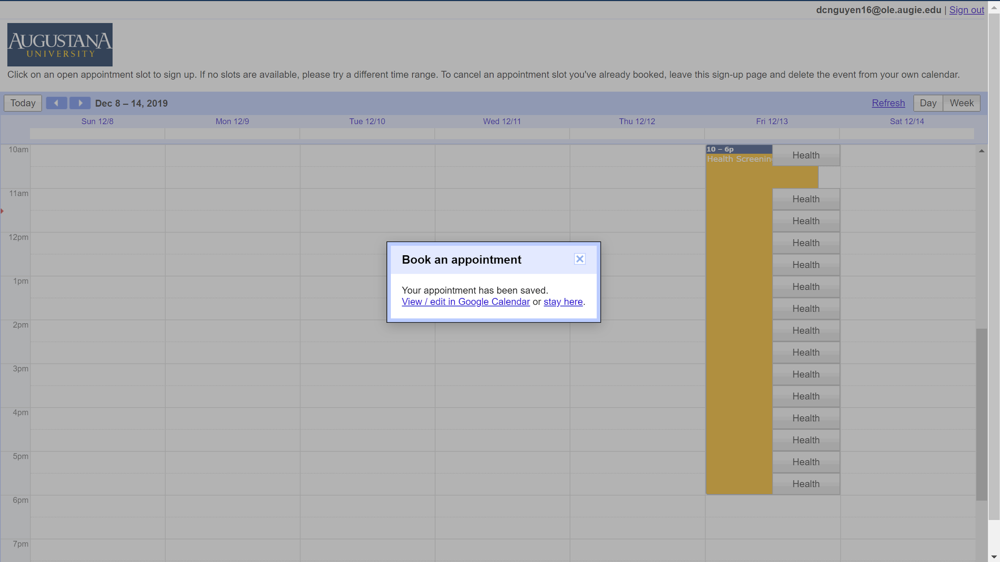 dcnguyen16@ole.augie.edu | Sign out
AUGUSTANA
UNIVERSITY
Click on an open appointment slot to sign up. If no slots are available, please try a different time range. To cancel an appointment slot you've already booked, leave this sign-up page and delete the event from your own calendar.
Today Dec 8 – 14, 2019 Refresh Day Week
Sun 12/8 Mon 12/9 Tue 12/10 Wed 12/11 Thu 12/12 Fri 12/13 Sat 12/14
10am 10 – 6p Health
Health Screening
11am Health
Health
12pm Health
Book an appointment
Your appointment has been saved.
View / edit in Google Calendar or stay here.
Health
1pm Health
Health
2pm Health
Health
3pm Health
Health
4pm Health
Health
5pm Health
Health
6pm
7pm